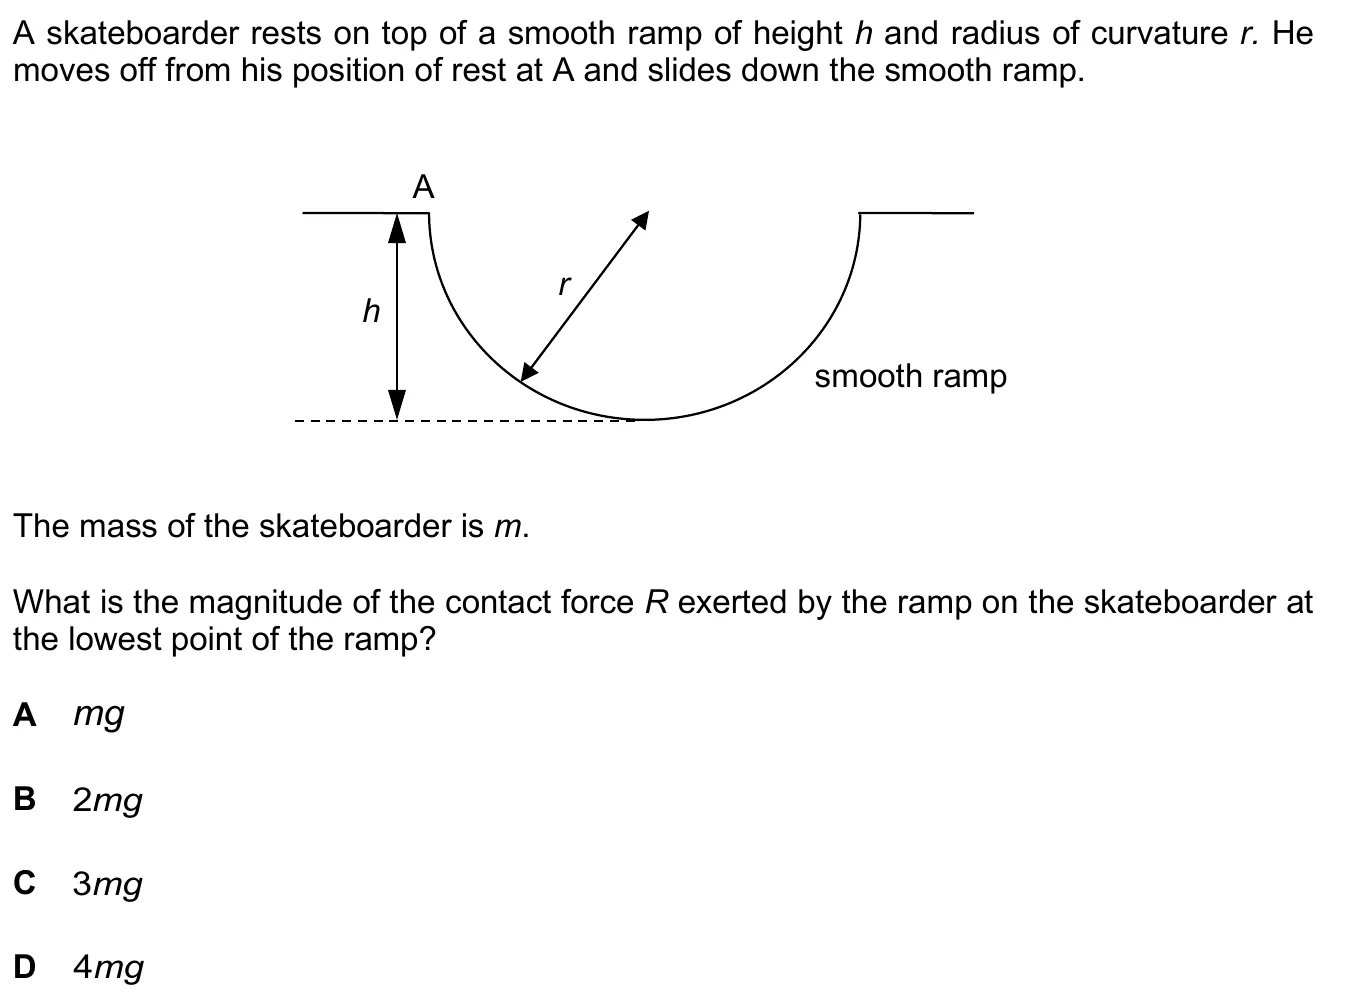 A skateboarder rests on top of a smooth ramp of height h and radius of curvature r. He
moves off from his position of rest at A and slides down the smooth ramp.
A
r
h
smooth ramp
The mass of the skateboarder is m.
What is the magnitude of the contact force R exerted by the ramp on the skateboarder at
the lowest point of the ramp?
A mg
B 2mg
C 3mg
D 4mg